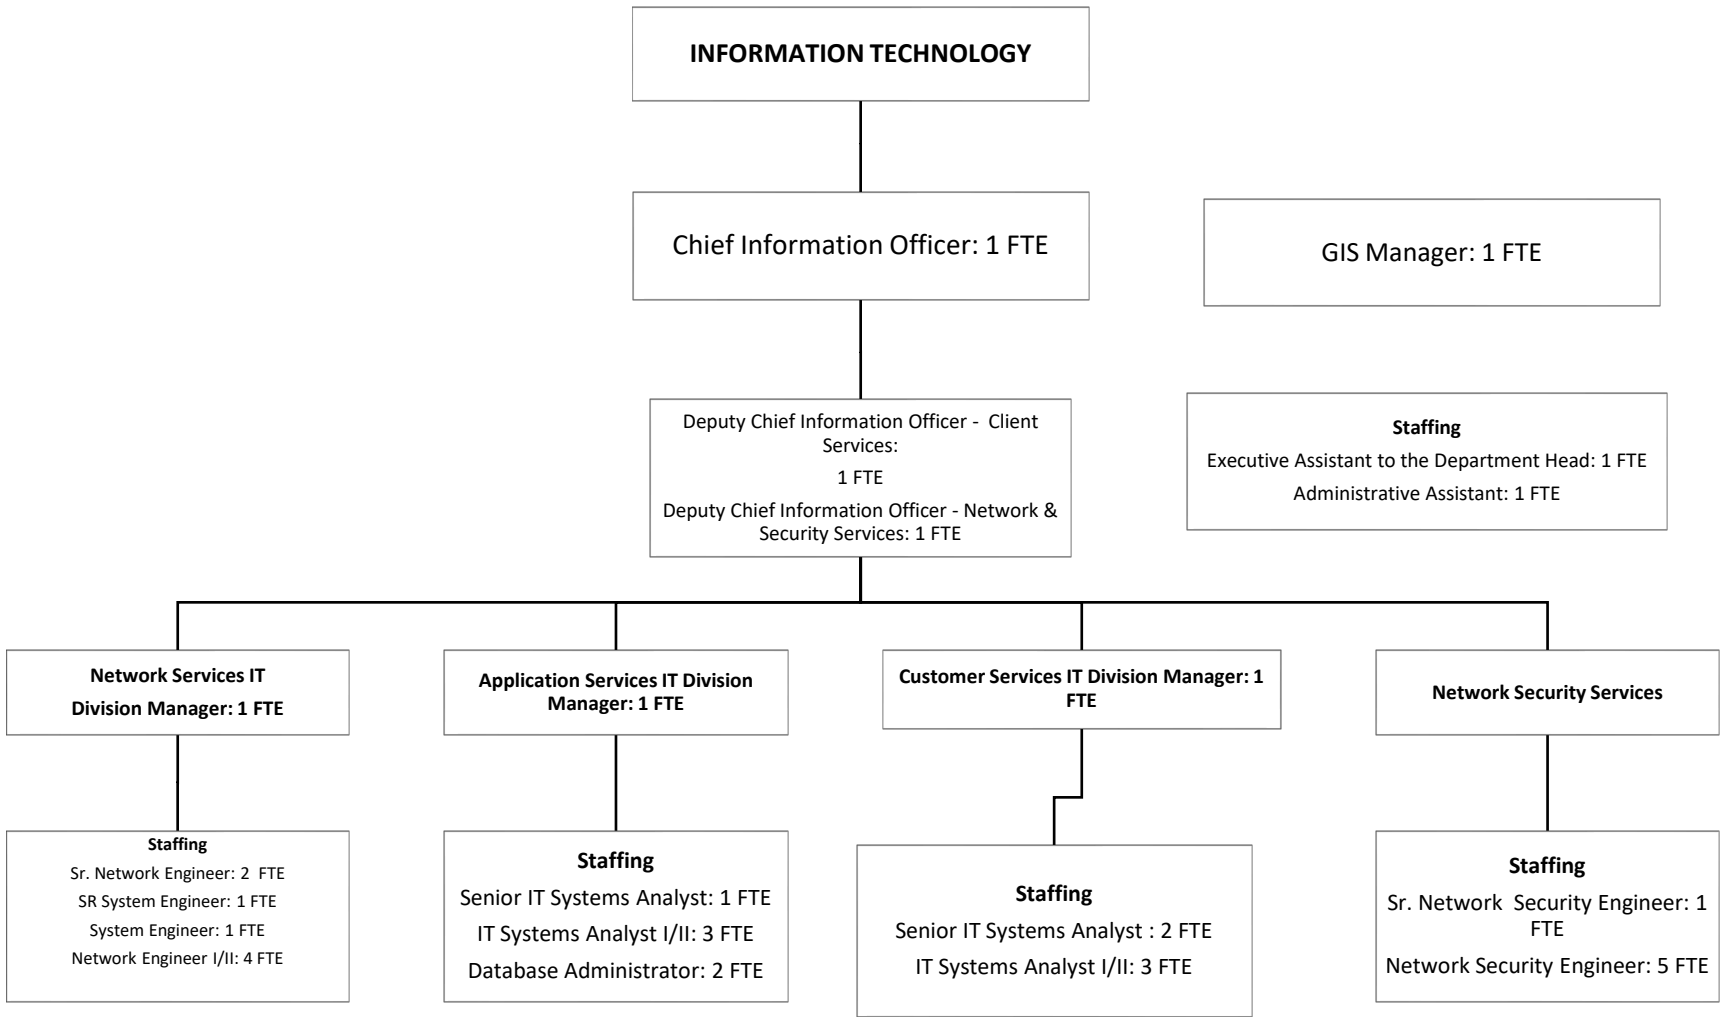 INFORMATION TECHNOLOGY
Chief Information Officer: 1 FTE
GIS Manager: 1 FTE
Deputy Chief Information Officer - Client
Services:
1 FTE
Deputy Chief Information Officer - Network &
Security Services: 1 FTE
Staffing
Executive Assistant to the Department Head: 1 FTE
Administrative Assistant: 1 FTE
Network Services IT
Division Manager: 1 FTE
Application Services IT Division
Manager: 1 FTE
Customer Services IT Division Manager: 1
FTE
Network Security Services
Staffing
Sr. Network Engineer: 2 FTE
SR System Engineer: 1 FTE
System Engineer: 1 FTE
Network Engineer I/II: 4 FTE
Staffing
Senior IT Systems Analyst: 1 FTE
IT Systems Analyst I/II: 3 FTE
Database Administrator: 2 FTE
Staffing
Senior IT Systems Analyst : 2 FTE
IT Systems Analyst I/II: 3 FTE
Staffing
Sr. Network Security Engineer: 1
FTE
Network Security Engineer: 5 FTE